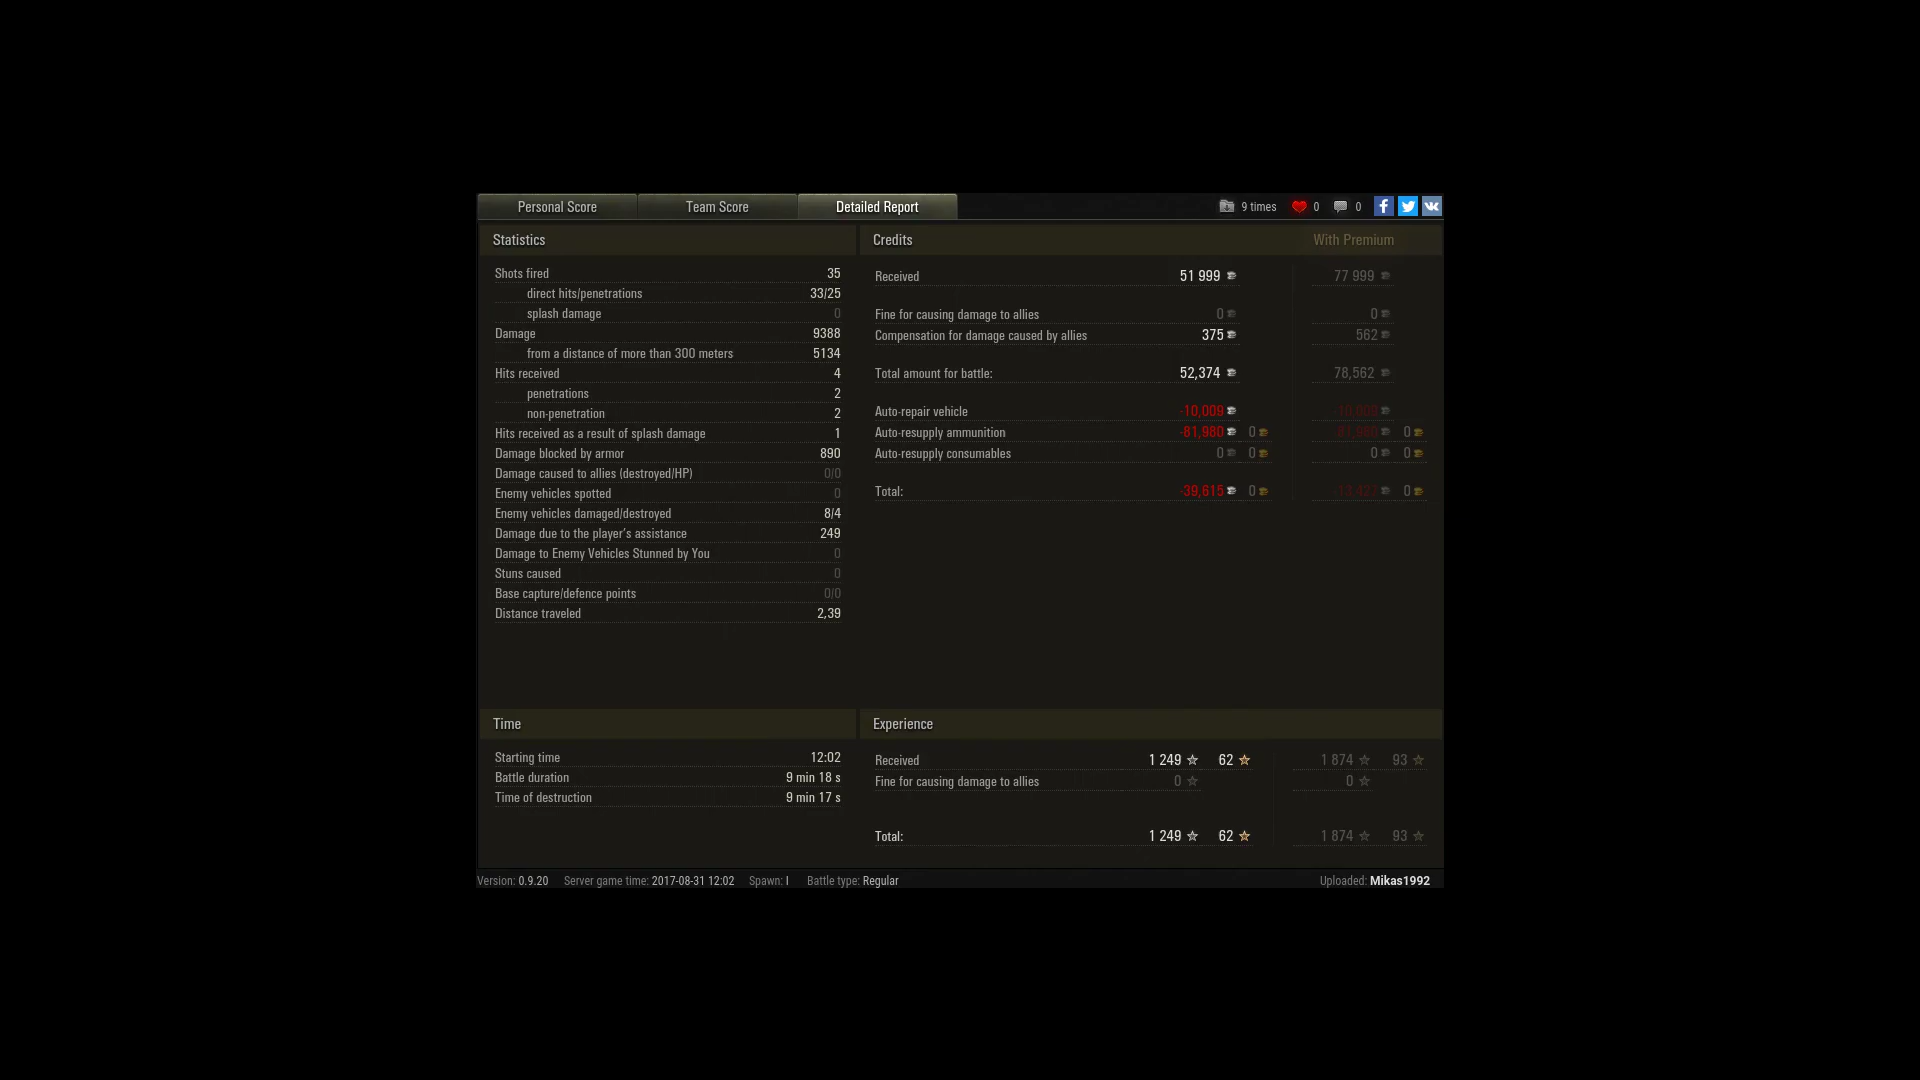 Personal Score Team Score Detailed Report 9 times 0 0
Statistics
Shots fired 35
direct hits/penetrations 33/25
splash damage 0
Damage 9388
from a distance of more than 300 meters 5134
Hits received 4
penetrations 2
non-penetration 2
Hits received as a result of splash damage 1
Damage blocked by armor 890
Damage caused to allies (destroyed/HP) 0/0
Enemy vehicles spotted 0
Enemy vehicles damaged/destroyed 8/4
Damage due to the player's assistance 249
Damage to Enemy Vehicles Stunned by You 0
Stuns caused 0
Base capture/defence points 0/0
Distance traveled 2,39
Credits With Premium
Received 51 999 77 999
Fine for causing damage to allies 0 0
Compensation for damage caused by allies 375 562
Total amount for battle: 52,374 78,562
Auto-repair vehicle -10,009 -10,009
Auto-resupply ammunition -81,980 0 -81,980 0
Auto-resupply consumables 0 0 0 0
Total: -39,615 0 -13,427 0
Time
Starting time 12:02
Battle duration 9 min 18 s
Time of destruction 9 min 17 s
Experience
Received 1 249 62 1 874 93
Fine for causing damage to allies 0 0
Total: 1 249 62 1 874 93
Version: 0.9.20 Server game time: 2017-08-31 12:02 Spawn: I Battle type: Regular Uploaded: Mikas1992